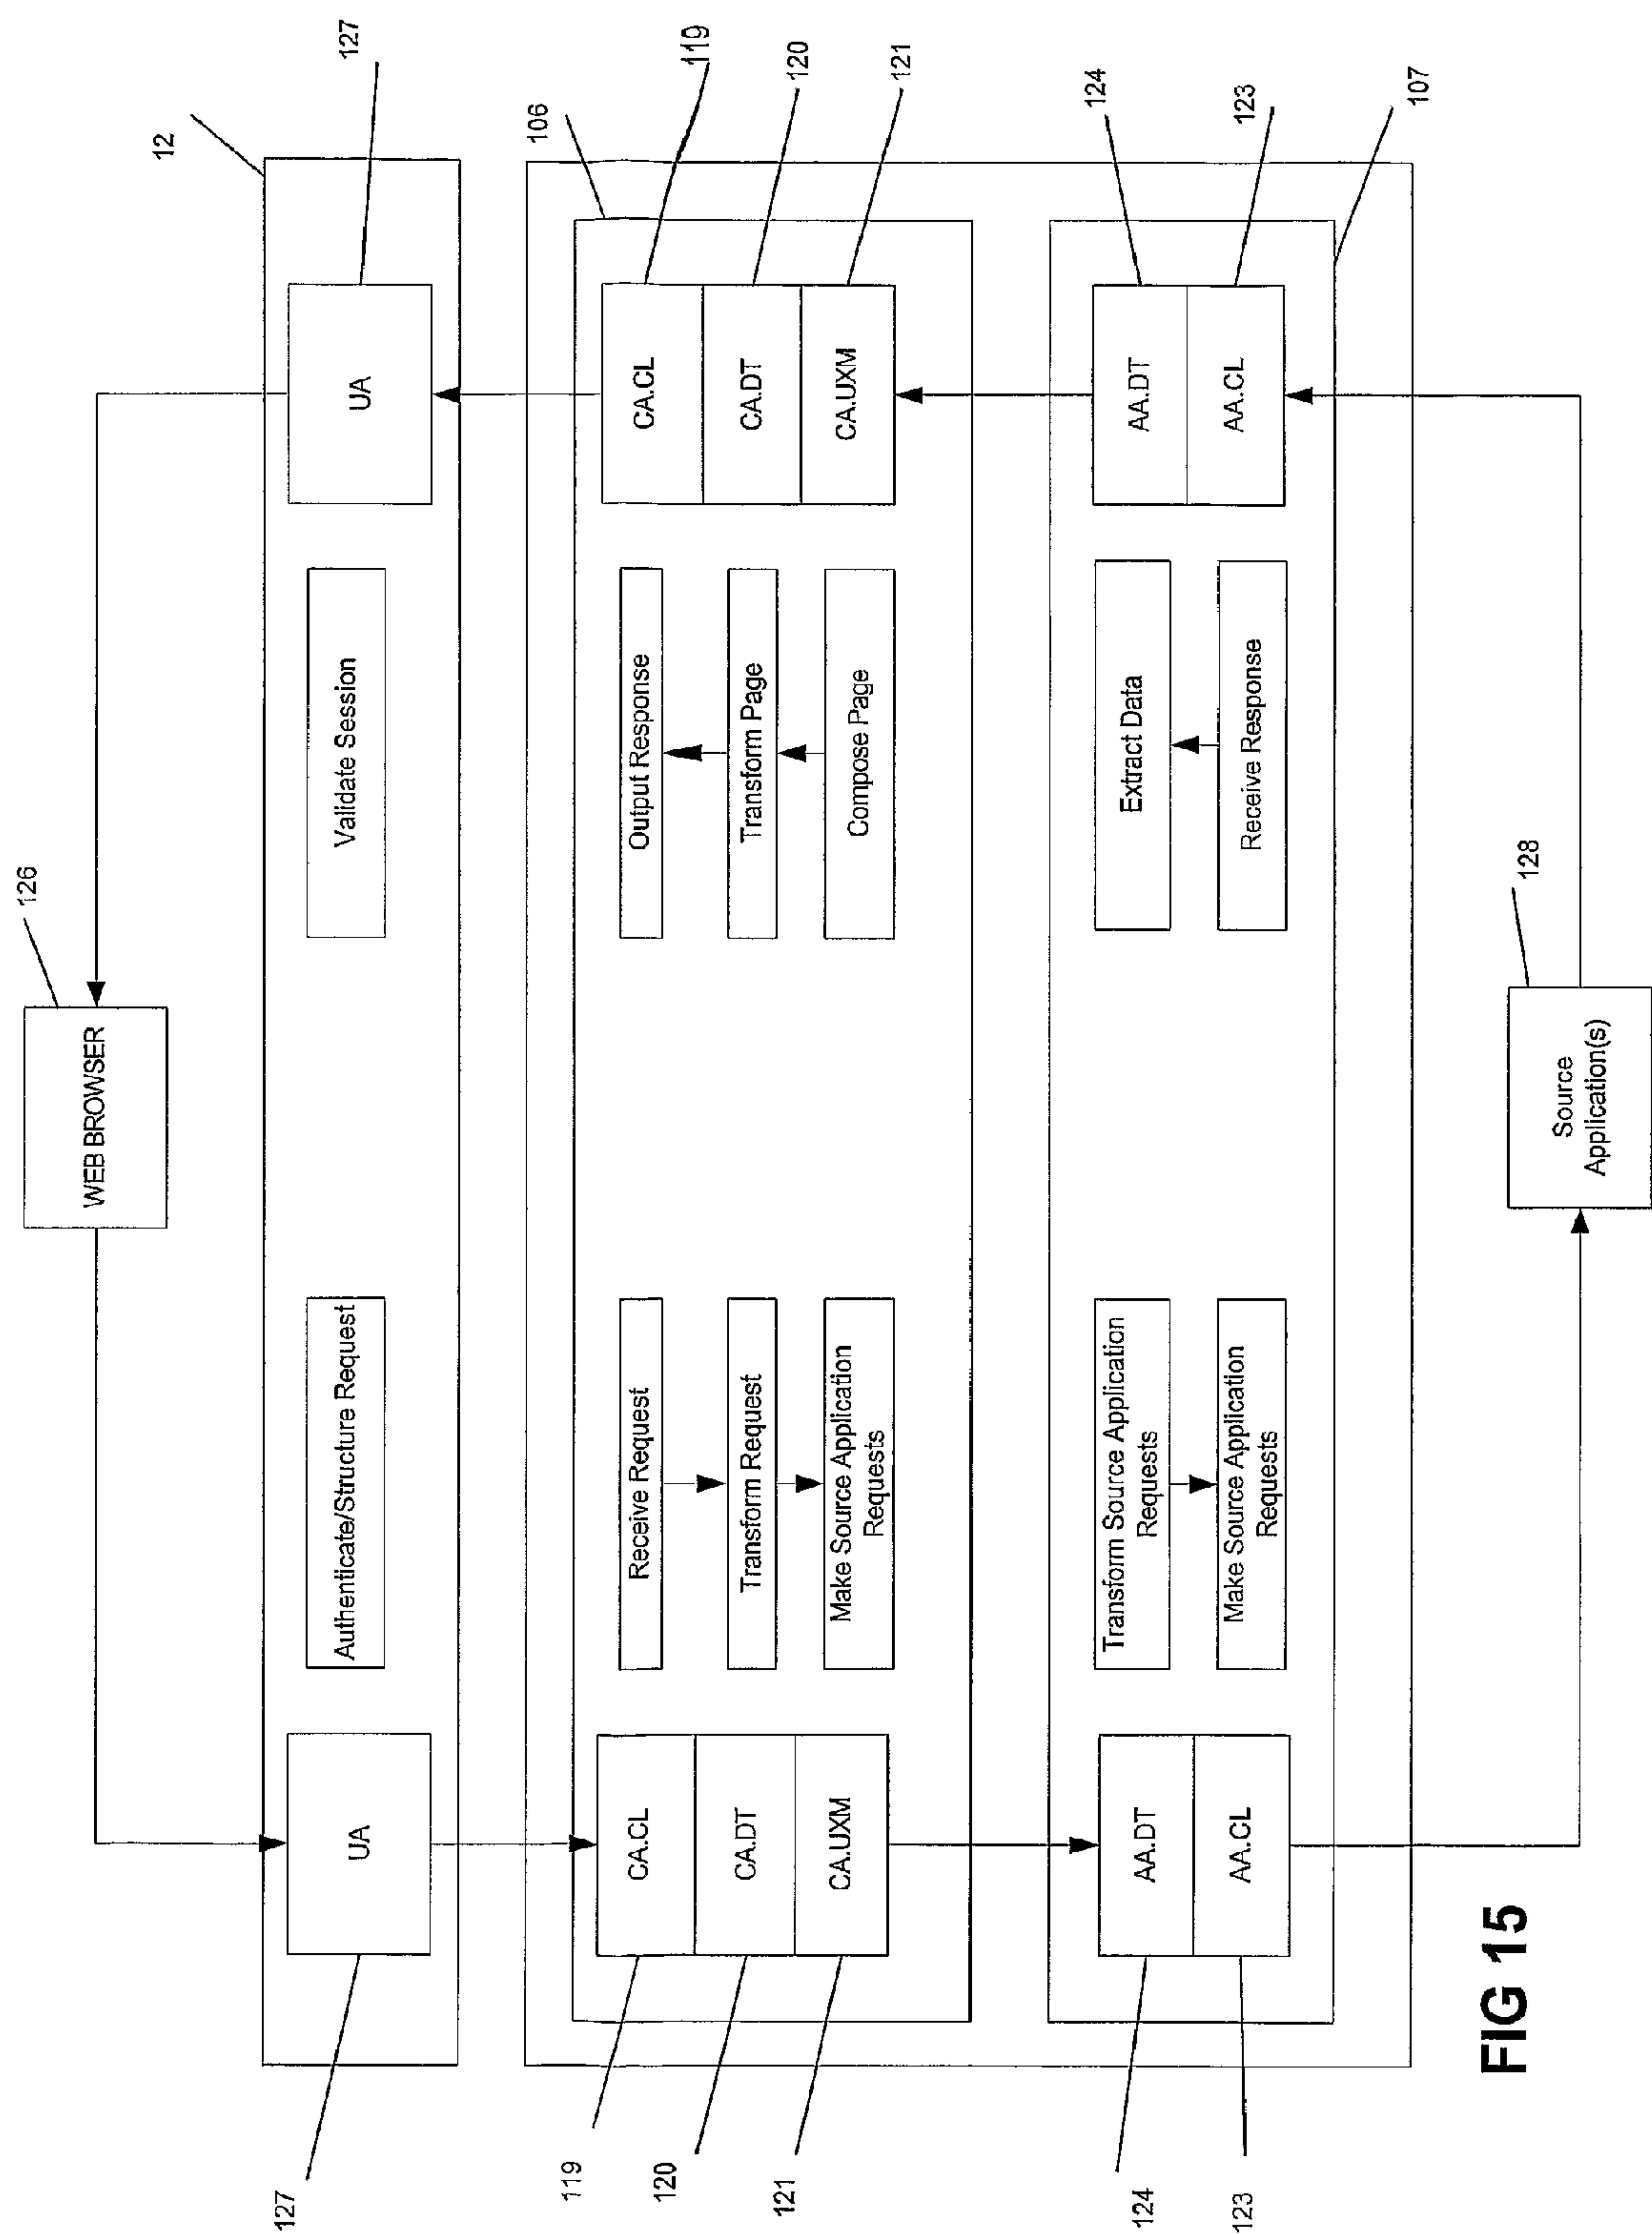 126
WEB BROWSER
12
127
UA
Authenticate/Structure Request
Validate Session
UA
127
106
119
120
121
CA.CL
CA.DT
CA.UXM
Receive Request
Transform Request
Make Source Application
Requests
Output Response
Transform Page
Compose Page
CA.CL
CA.DT
CA.UXM
119
120
121
124
123
AA.DT
AA.CL
Transform Source Application
Requests
Make Source Application
Requests
Extract Data
Receive Response
AA.DT
AA.CL
124
123
107
128
Source
Application(s)
FIG 15